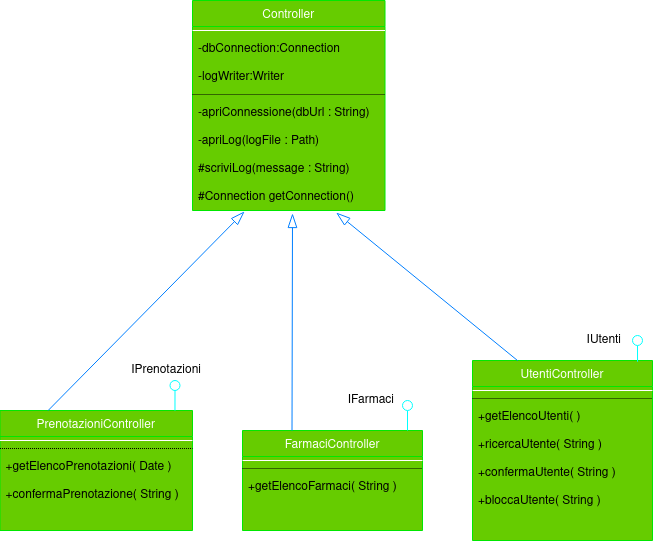 Controller
-dbConnection:Connection
-logWriter:Writer
-apriConnessione(dbUrl : String)
-apriLog(logFile : Path)
#scriviLog(message : String)
#Connection getConnection()
IPrenotazioni
PrenotazioniController
+getElencoPrenotazioni( Date )
+confermaPrenotazione( String )
IFarmaci
FarmaciController
+getElencoFarmaci( String )
IUtenti
UtentiController
+getElencoUtenti( )
+ricercaUtente( String )
+confermaUtente( String )
+bloccaUtente( String )